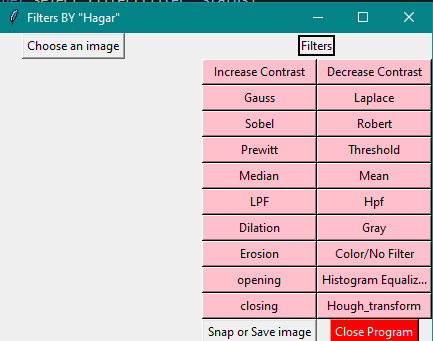 Filters BY "Hagar"
Choose an image
Filters
Increase Contrast Decrease Contrast
Gauss Laplace
Sobel Robert
Prewitt Threshold
Median Mean
LPF Hpf
Dilation Gray
Erosion Color/No Filter
opening Histogram Equaliz...
closing Hough_transform
Snap or Save image Close Program